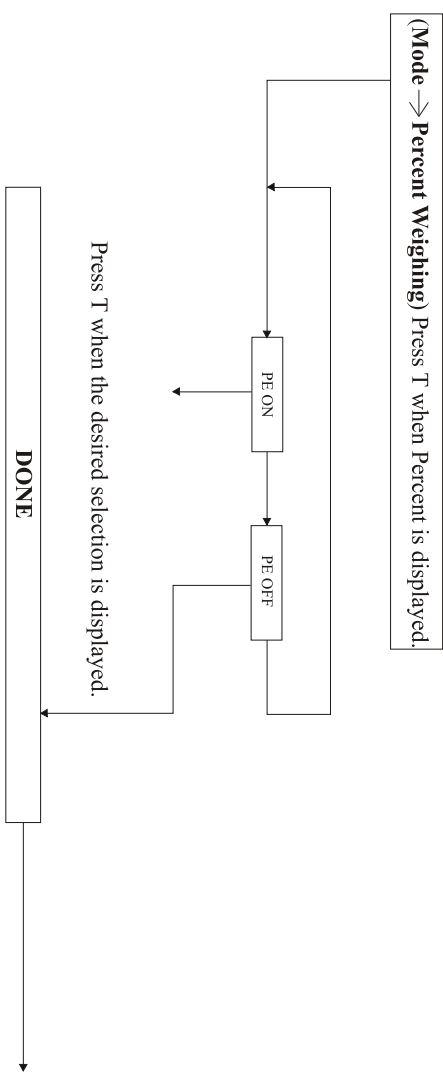 (Mode → Percent Weighing) Press T when Percent is displayed.
PE ON
PE OFF
Press T when the desired selection is displayed.
DONE